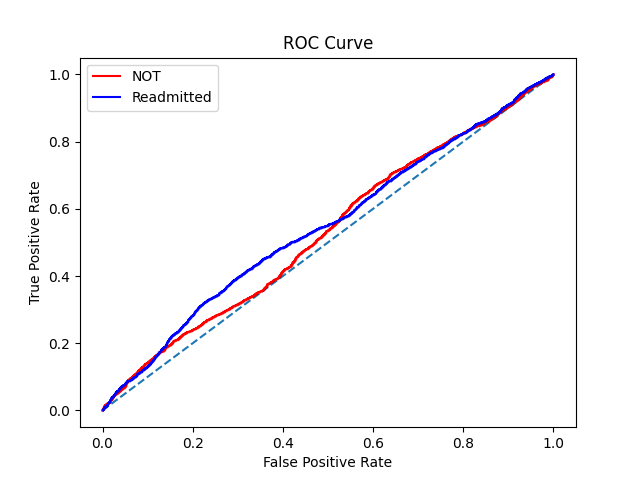 ROC Curve
NOT
Readmitted
True Positive Rate
1.0
0.8
0.6
0.4
0.2
0.0
0.0 0.2 0.4 0.6 0.8 1.0
False Positive Rate